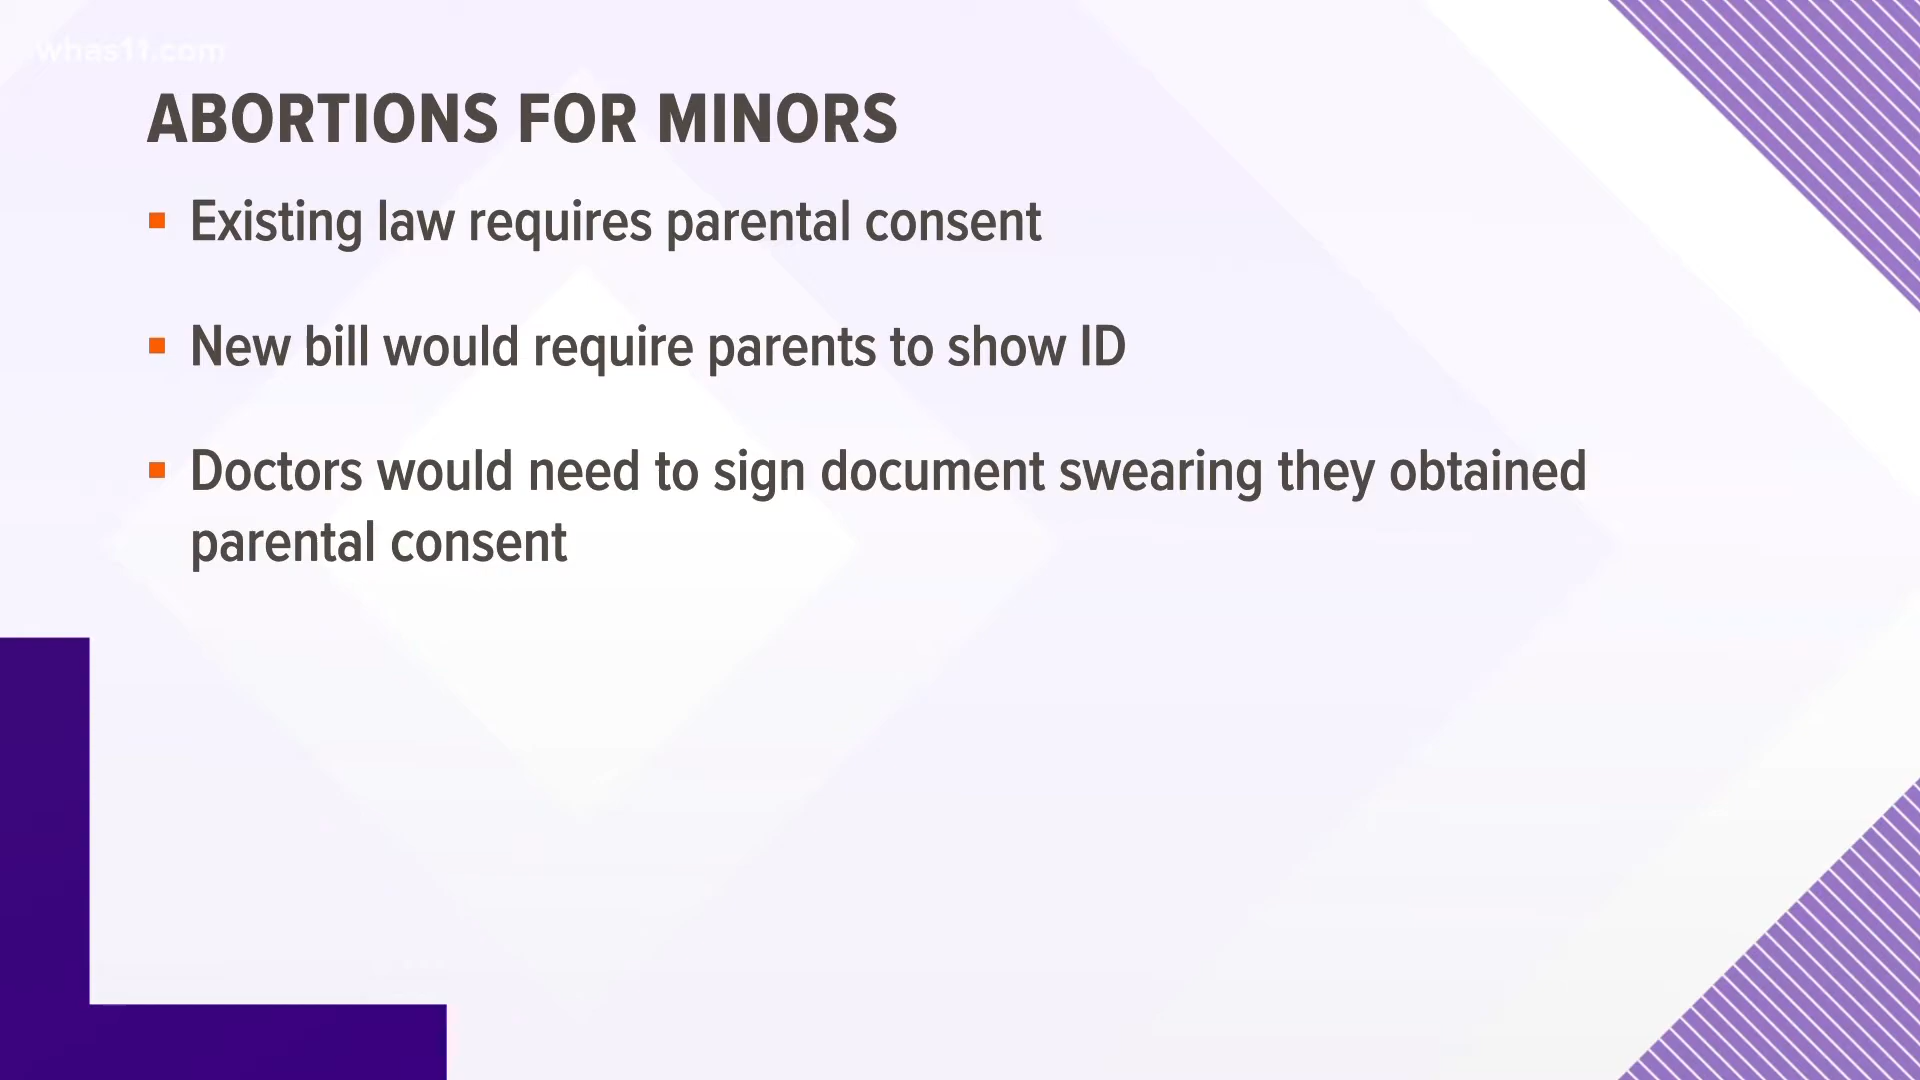 whas11.com
ABORTIONS FOR MINORS
Existing law requires parental consent
New bill would require parents to show ID
Doctors would need to sign document swearing they obtained
parental consent